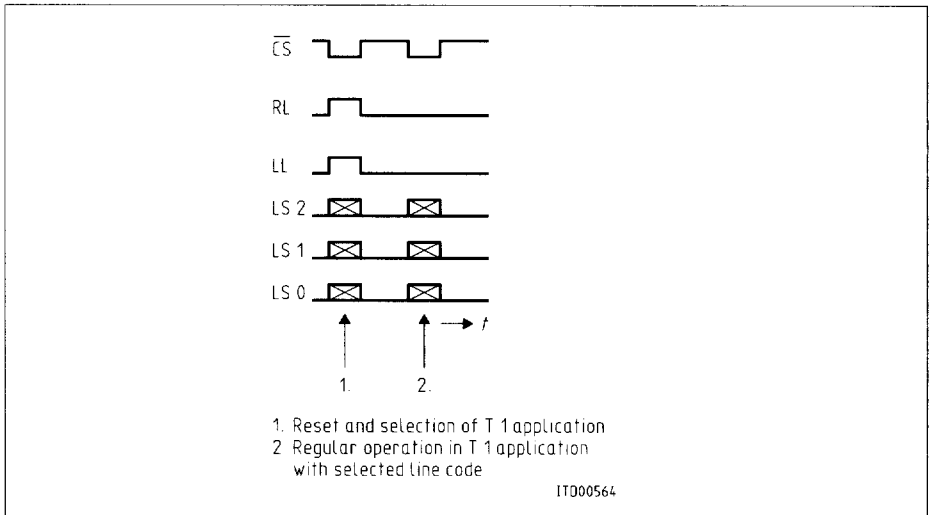 CS
RL
LL
LS 2
LS 1
LS 0
t
1. 2.
1. Reset and selection of T 1 application
2 Regular operation in T 1 application
with selected line code
ITD00564